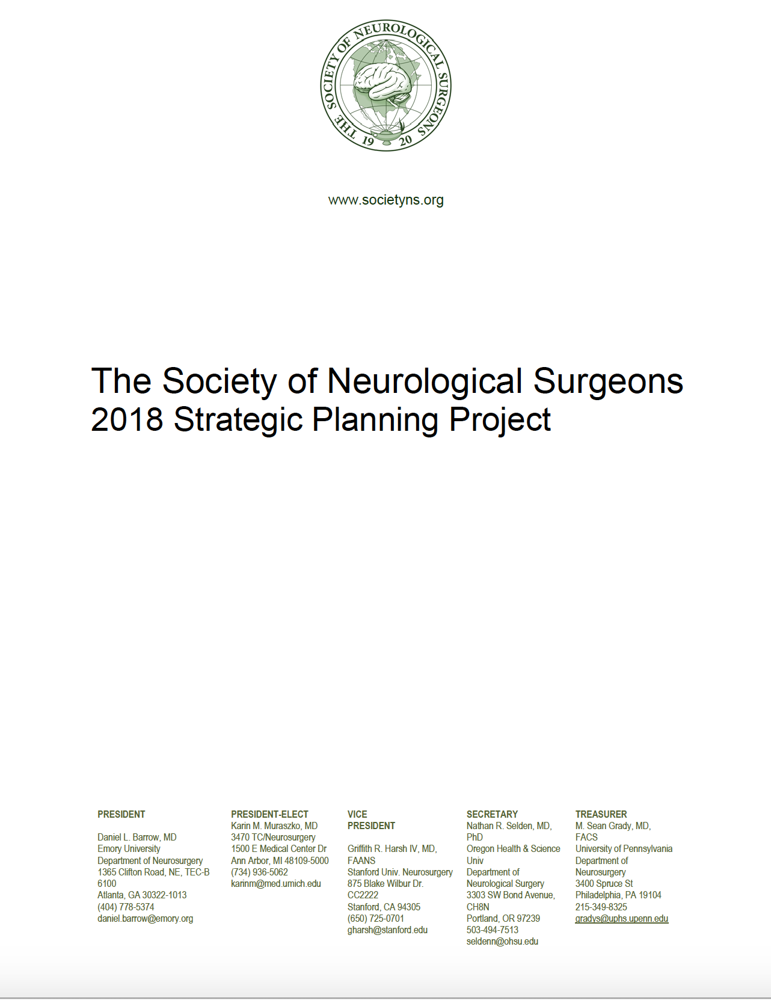 THE SOCIETY OF NEUROLOGICAL SURGEONS
19 20
www.societyns.org
The Society of Neurological Surgeons
2018 Strategic Planning Project
PRESIDENT
Daniel L. Barrow, MD
Emory University
Department of Neurosurgery
1365 Clifton Road, NE, TEC-B
6100
Atlanta, GA 30322-1013
(404) 778-5374
daniel.barrow@emory.org
PRESIDENT-ELECT
Karin M. Muraszko, MD
3470 TC/Neurosurgery
1500 E Medical Center Dr
Ann Arbor, MI 48109-5000
(734) 936-5062
karinm@med.umich.edu
VICE
PRESIDENT
Griffith R. Harsh IV, MD,
FAANS
Stanford Univ. Neurosurgery
875 Blake Wilbur Dr.
CC2222
Stanford, CA 94305
(650) 725-0701
gharsh@stanford.edu
SECRETARY
Nathan R. Selden, MD,
PhD
Oregon Health & Science
Univ
Department of
Neurological Surgery
3303 SW Bond Avenue,
CH8N
Portland, OR 97239
503-494-7513
seldenn@ohsu.edu
TREASURER
M. Sean Grady, MD,
FACS
University of Pennsylvania
Department of
Neurosurgery
3400 Spruce St
Philadelphia, PA 19104
215-349-8325
gradys@uphs.upenn.edu